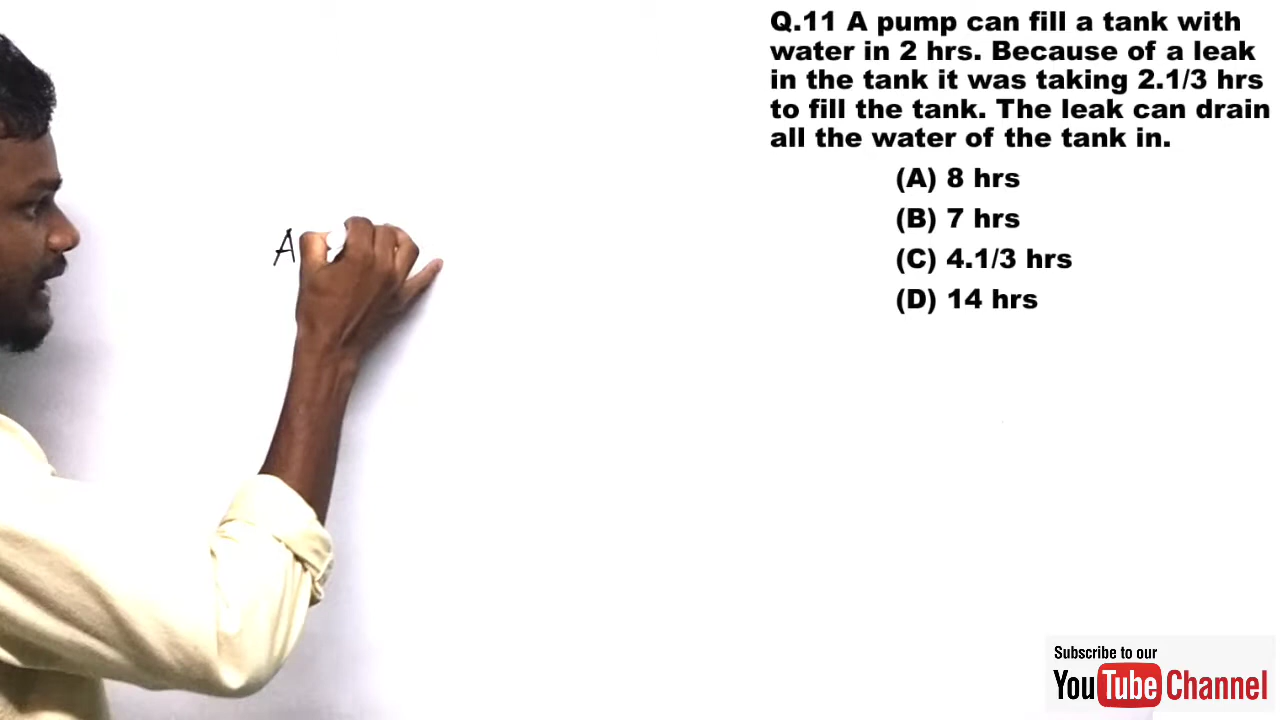 Q.11 A pump can fill a tank with
water in 2 hrs. Because of a leak
in the tank it was taking 2.1/3 hrs
to fill the tank. The leak can drain
all the water of the tank in.
(A) 8 hrs
(B) 7 hrs
(C) 4.1/3 hrs
(D) 14 hrs
A
Subscribe to our
YouTube Channel